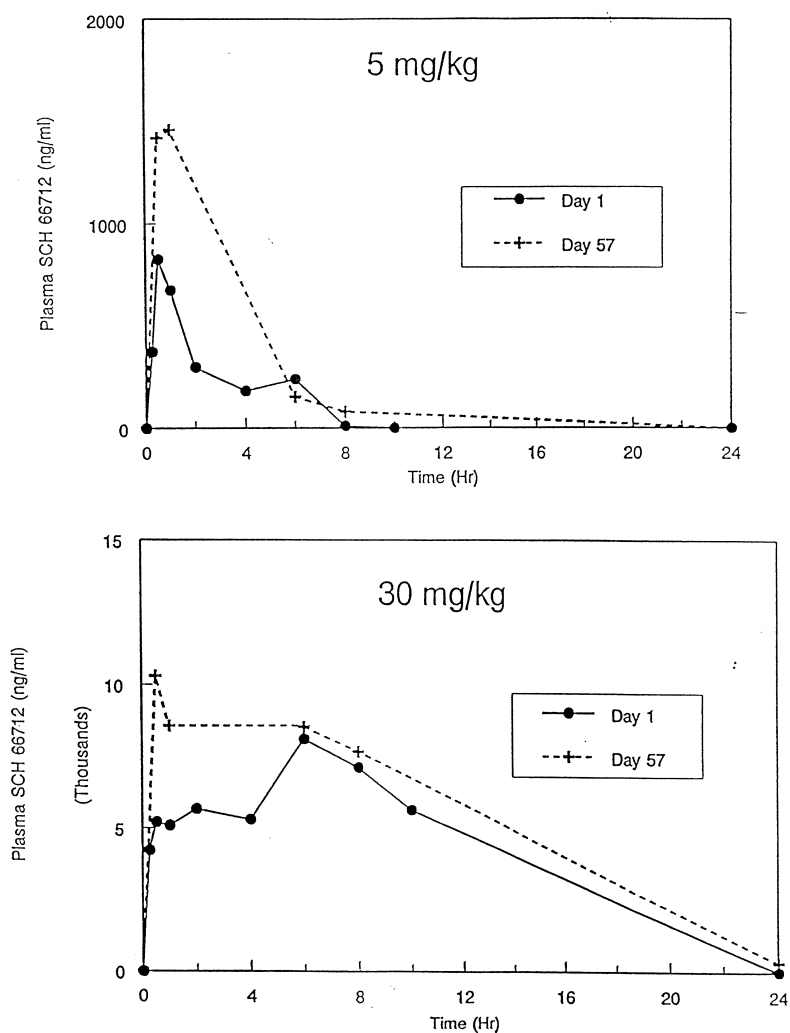 2000
5 mg/kg
Plasma SCH 66712 (ng/ml)
Day 1
1000
Day 57
0
0 4 8 12 16 20 24
Time (Hr)
15
30 mg/kg
Plasma SCH 66712 (ng/ml)
(Thousands)
10
Day 1
Day 57
5
0
0 4 8 12 16 20 24
Time (Hr)